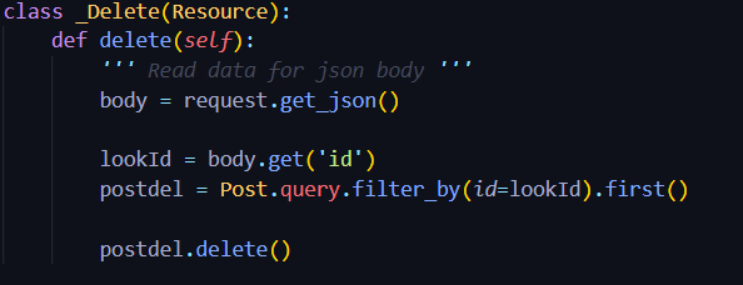 class _Delete(Resource):
    def delete(self):
        ''' Read data for json body '''
        body = request.get_json()
        lookId = body.get('id')
        postdel = Post.query.filter_by(id=lookId).first()
        postdel.delete()